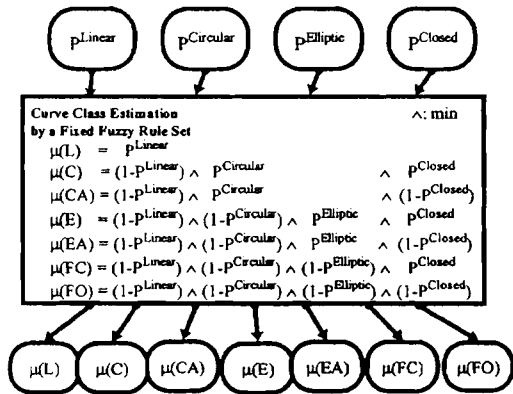 P^Linear P^Circular P^Elliptic P^Closed
Curve Class Estimation ∧: min
by a Fixed Fuzzy Rule Set
μ(L) = P^Linear
μ(C) = (1-P^Linear) ∧ P^Circular ∧ P^Closed
μ(CA) = (1-P^Linear) ∧ P^Circular ∧ (1-P^Closed)
μ(E) = (1-P^Linear) ∧ (1-P^Circular) ∧ P^Elliptic ∧ P^Closed
μ(EA) = (1-P^Linear) ∧ (1-P^Circular) ∧ P^Elliptic ∧ (1-P^Closed)
μ(FC) = (1-P^Linear) ∧ (1-P^Circular) ∧ (1-P^Elliptic) ∧ P^Closed
μ(FO) = (1-P^Linear) ∧ (1-P^Circular) ∧ (1-P^Elliptic) ∧ (1-P^Closed)
μ(L) μ(C) μ(CA) μ(E) μ(EA) μ(FC) μ(FO)